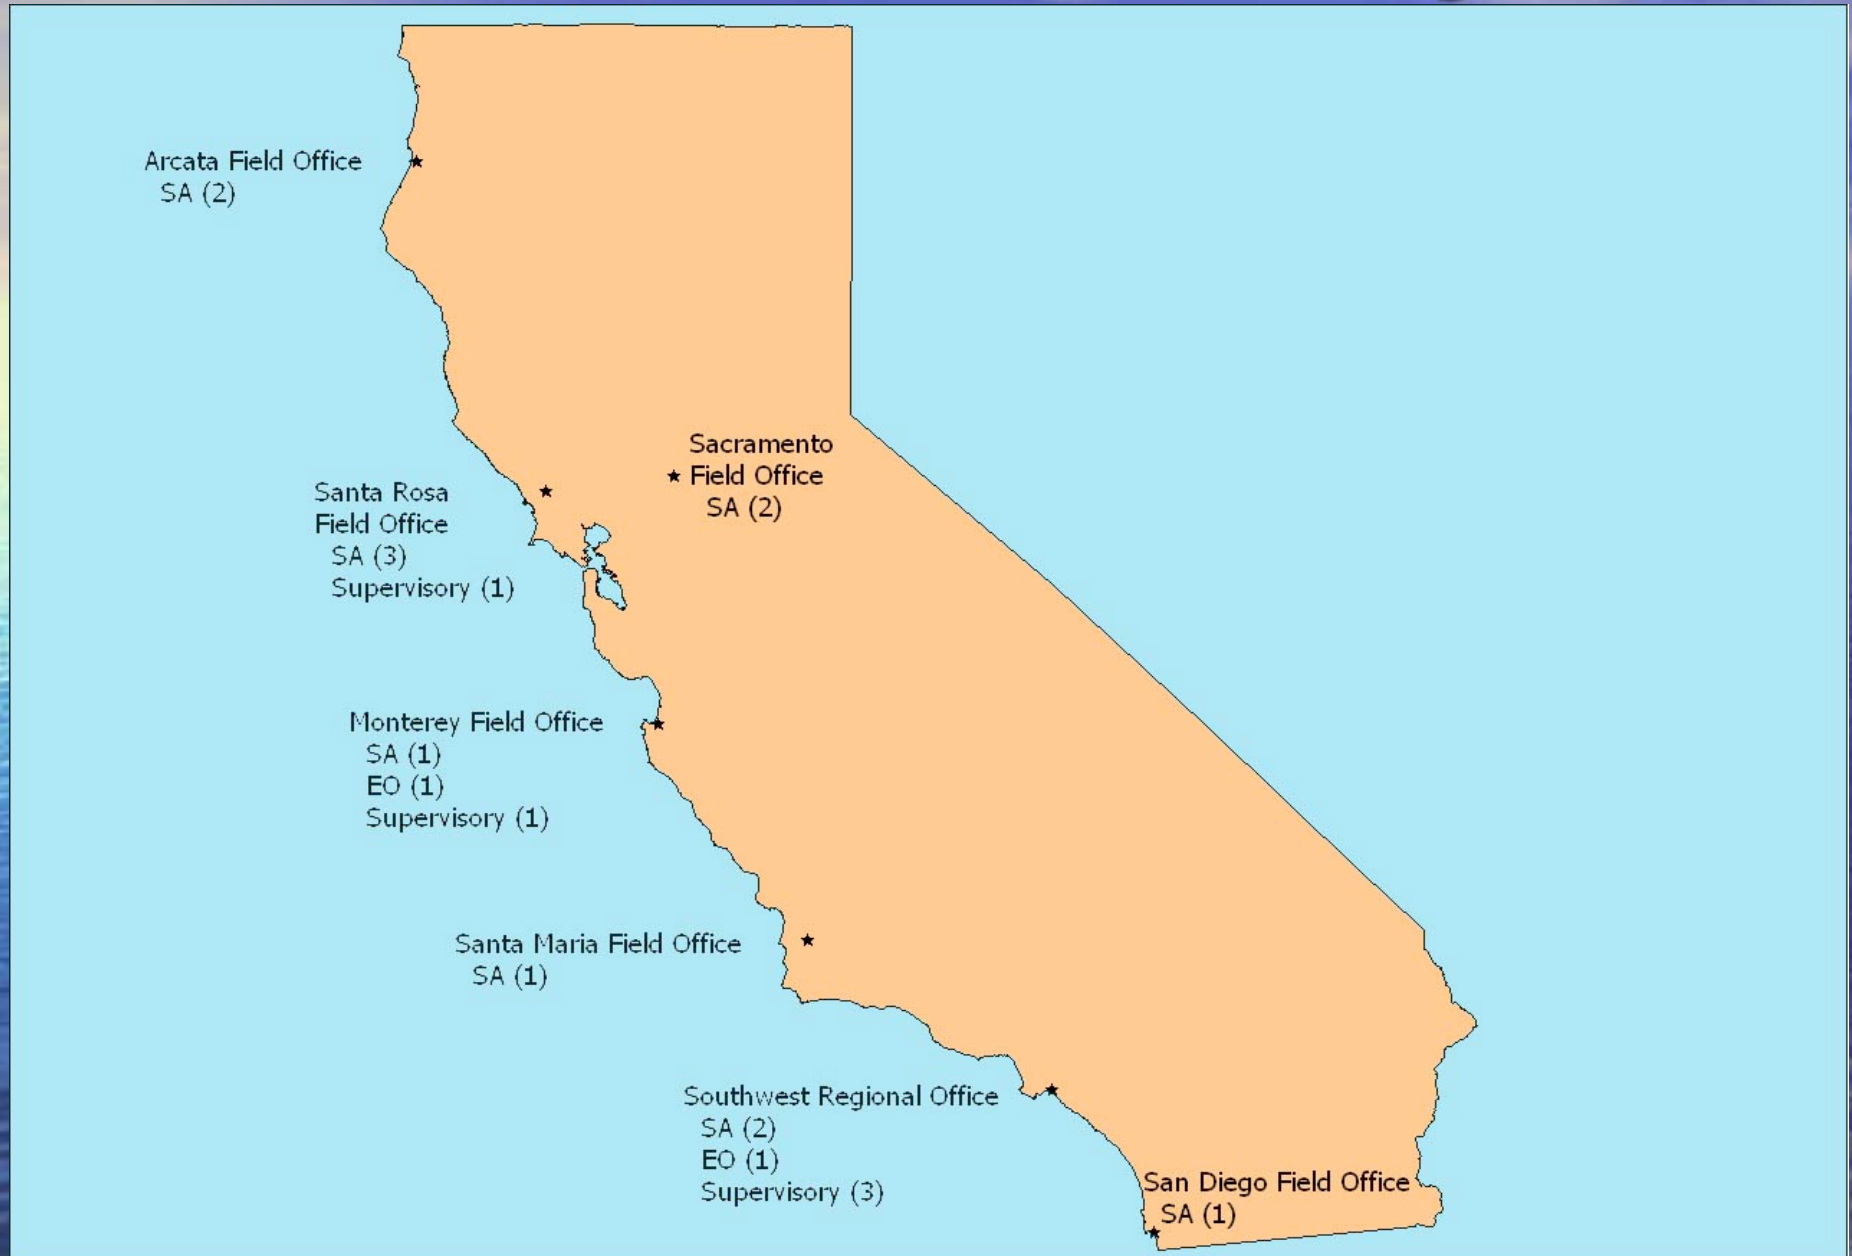 Arcata Field Office
SA (2)
Sacramento
Field Office
SA (2)
Santa Rosa
Field Office
SA (3)
Supervisory (1)
Monterey Field Office
SA (1)
EO (1)
Supervisory (1)
Santa Maria Field Office
SA (1)
Southwest Regional Office
SA (2)
EO (1)
Supervisory (3)
San Diego Field Office
SA (1)